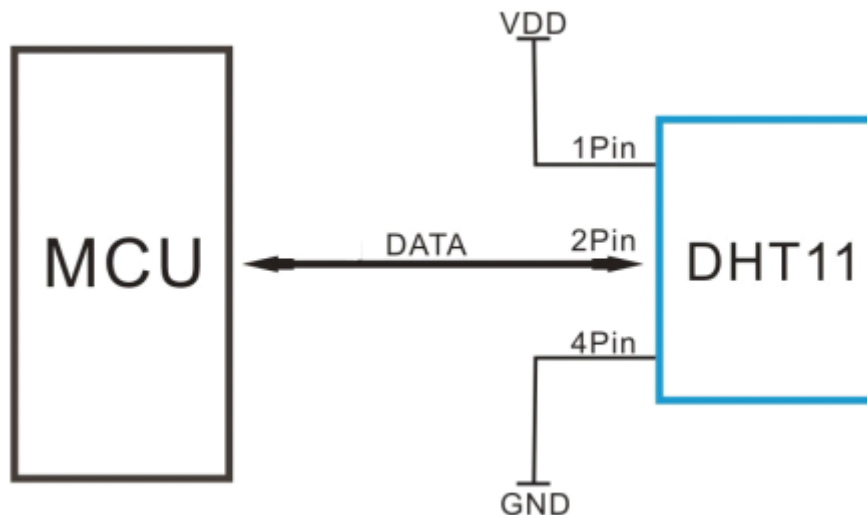 VDD
1Pin
MCU
DATA
2Pin
DHT11
4Pin
GND